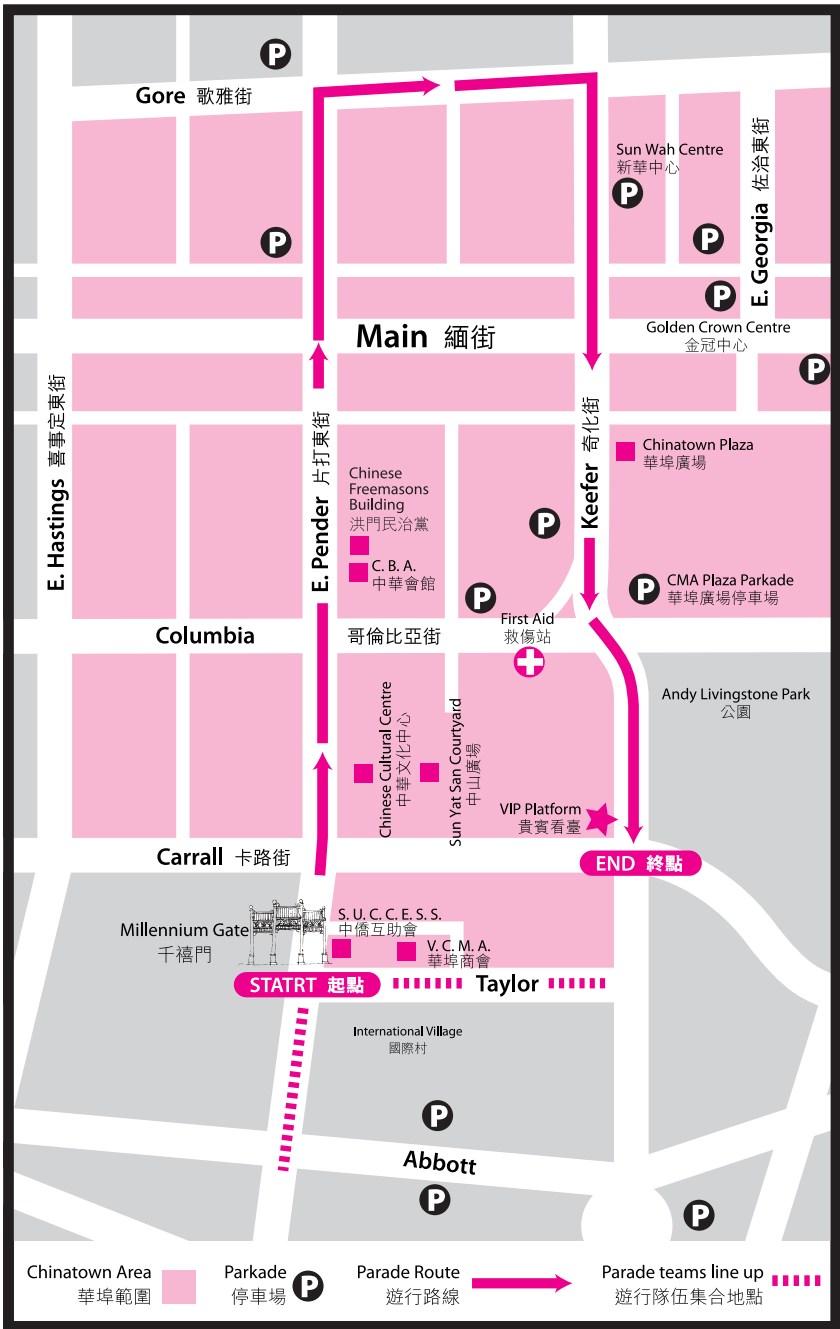 P
Gore 歌雅街
Sun Wah Centre
新華中心
P
P
P
E. Georgia 佐治東街
P
Main 緬街
Golden Crown Centre
金冠中心
P
E. Hastings 喜事定東街
E. Pender 片打東街
Keefer 奇化街
Chinatown Plaza
華埠廣場
Chinese
Freemasons
Building
洪門民治黨
C. B. A.
中華會館
P
P
P
CMA Plaza Parkade
華埠廣場停車場
First Aid
救傷站
Columbia 哥倫比亞街
Andy Livingstone Park
公園
Chinese Cultural Centre
中華文化中心
Sun Yat San Courtyard
中山廣場
VIP Platform
貴賓看臺
Carrall 卡路街
END 終點
Millennium Gate
千禧門
S. U. C. C. E. S. S.
中僑互助會
V. C. M. A.
華埠商會
STATRT 起點
Taylor
International Village
國際村
P
Abbott
P
P
Chinatown Area
華埠範圍
Parkade
停車場
P
Parade Route
遊行路線
Parade teams line up
遊行隊伍集合地點